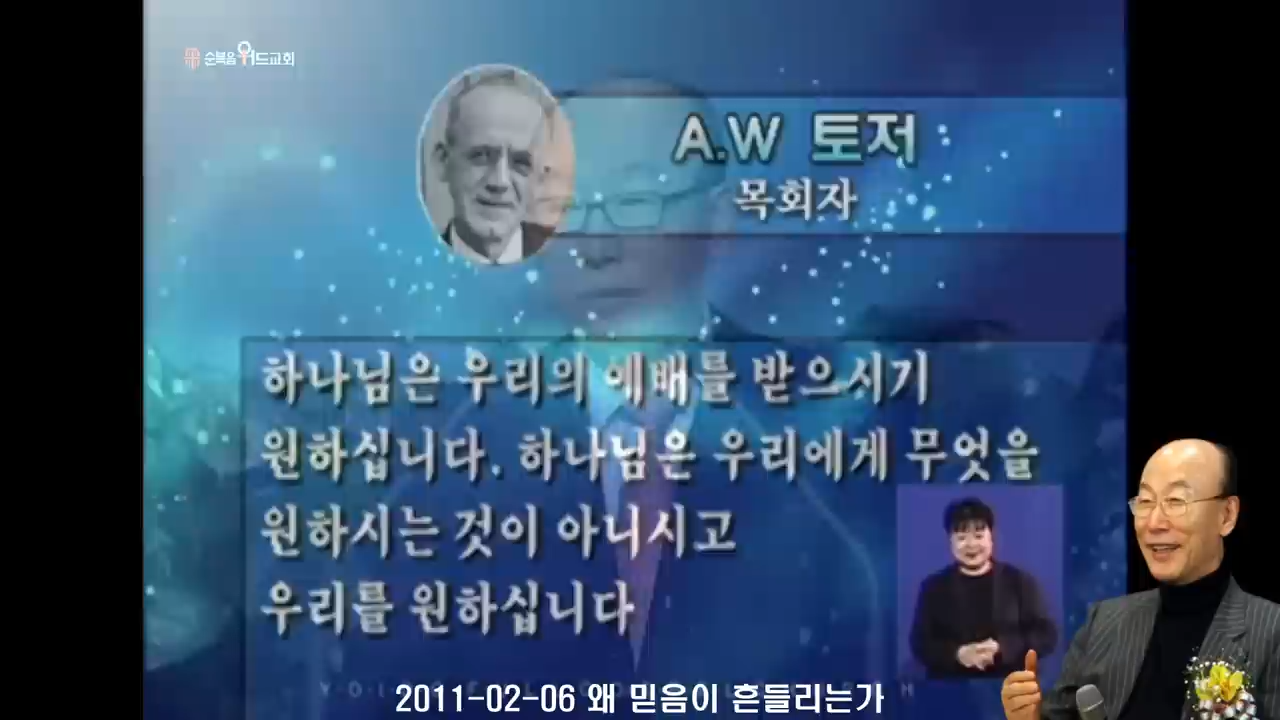 순복음워드교회
A.W 토저
목회자
하나님은 우리의 예배를 받으시기
원하십니다. 하나님은 우리에게 무엇을
원하시는 것이 아니시고
우리를 원하십니다
2011-02-06 왜 믿음이 흔들리는가